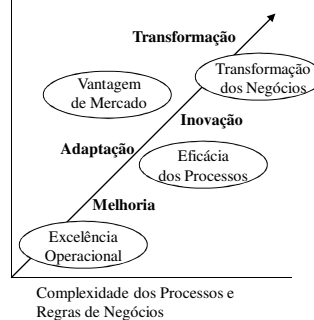 Transformação
Transformação
dos Negócios
Vantagem
de Mercado
Inovação
Adaptação
Eficácia
dos Processos
Melhoria
Excelência
Operacional
Complexidade dos Processos e
Regras de Negócios